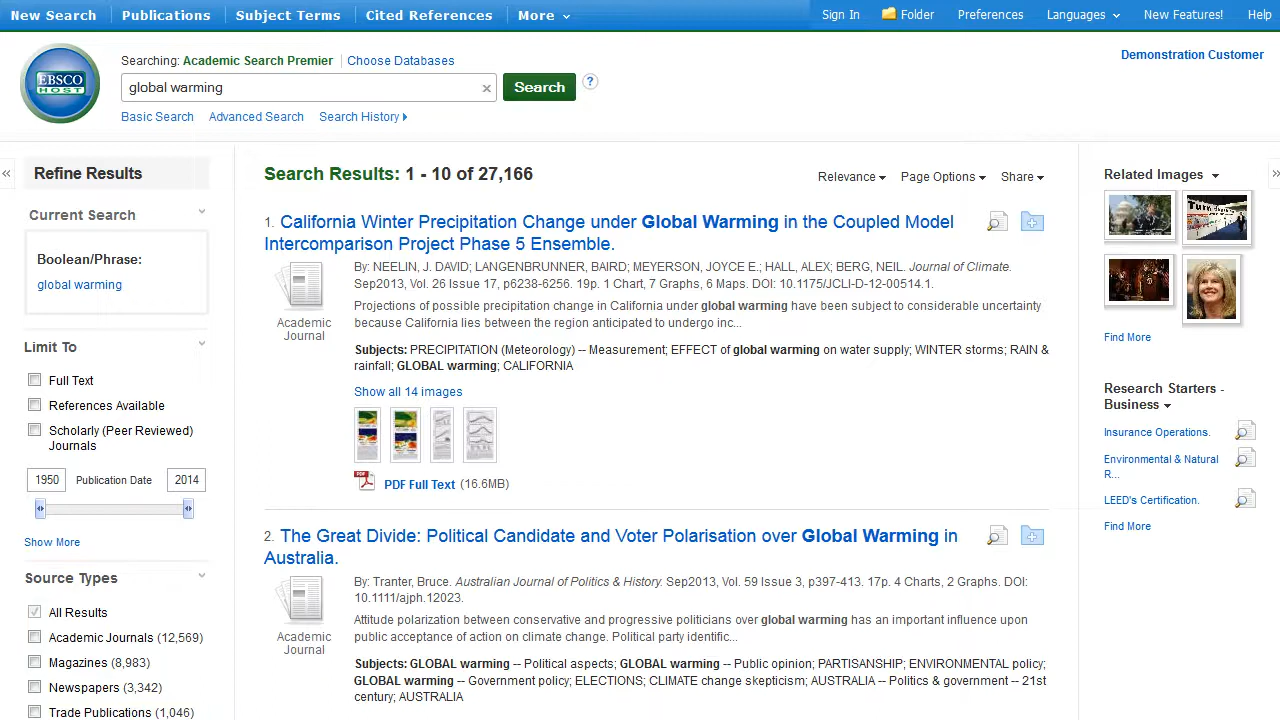 New Search Publications Subject Terms Cited References More Sign In Folder Preferences Languages New Features! Help
Demonstration Customer
EBSCO
HOST
Searching: Academic Search Premier Choose Databases
global warming × Search ?
Basic Search Advanced Search Search History
«
Refine Results
Current Search
Boolean/Phrase:
global warming
Limit To
Full Text
References Available
Scholarly (Peer Reviewed)
Journals
1950 Publication Date 2014
Show More
Source Types
All Results
Academic Journals (12,569)
Magazines (8,983)
Newspapers (3,342)
Trade Publications (1,046)
Search Results: 1 - 10 of 27,166
Relevance Page Options Share
1. California Winter Precipitation Change under Global Warming in the Coupled Model
Intercomparison Project Phase 5 Ensemble.
Academic
Journal
By: NEELIN, J. DAVID; LANGENBRUNNER, BAIRD; MEYERSON, JOYCE E.; HALL, ALEX; BERG, NEIL. Journal of Climate.
Sep2013, Vol. 26 Issue 17, p6238-6256. 19p. 1 Chart, 7 Graphs, 6 Maps. DOI: 10.1175/JCLI-D-12-00514.1.
Projections of possible precipitation change in California under global warming have been subject to considerable uncertainty
because California lies between the region anticipated to undergo inc...
Subjects: PRECIPITATION (Meteorology) -- Measurement; EFFECT of global warming on water supply; WINTER storms; RAIN &
rainfall; GLOBAL warming; CALIFORNIA
Show all 14 images
PDF
PDF Full Text (16.6MB)
2. The Great Divide: Political Candidate and Voter Polarisation over Global Warming in
Australia.
Academic
Journal
By: Tranter, Bruce. Australian Journal of Politics & History. Sep2013, Vol. 59 Issue 3, p397-413. 17p. 4 Charts, 2 Graphs. DOI:
10.1111/ajph.12023.
Attitude polarization between conservative and progressive politicians over global warming has an important influence upon
public acceptance of action on climate change. Political party identific...
Subjects: GLOBAL warming -- Political aspects; GLOBAL warming -- Public opinion; PARTISANSHIP; ENVIRONMENTAL policy;
GLOBAL warming -- Government policy; ELECTIONS; CLIMATE change skepticism; AUSTRALIA -- Politics & government -- 21st
century; AUSTRALIA
»
Related Images
Find More
Research Starters -
Business
Insurance Operations.
Environmental & Natural
R...
LEED's Certification.
Find More